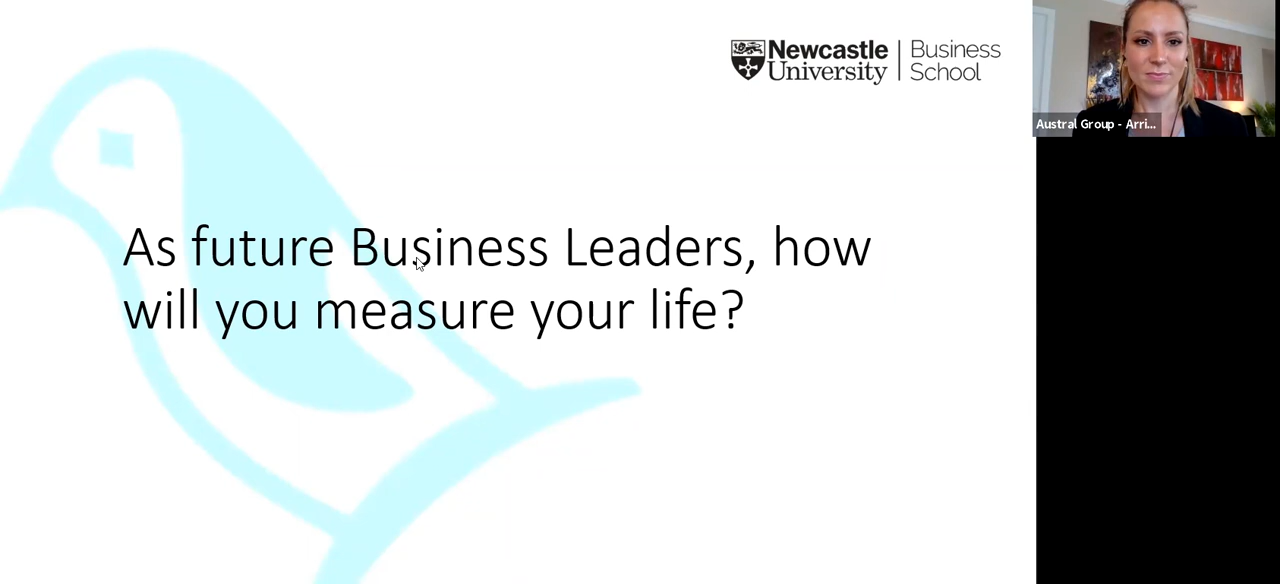 Newcastle
University
Business
School
Austral Group - Arri...
As future Business Leaders, how
will you measure your life?